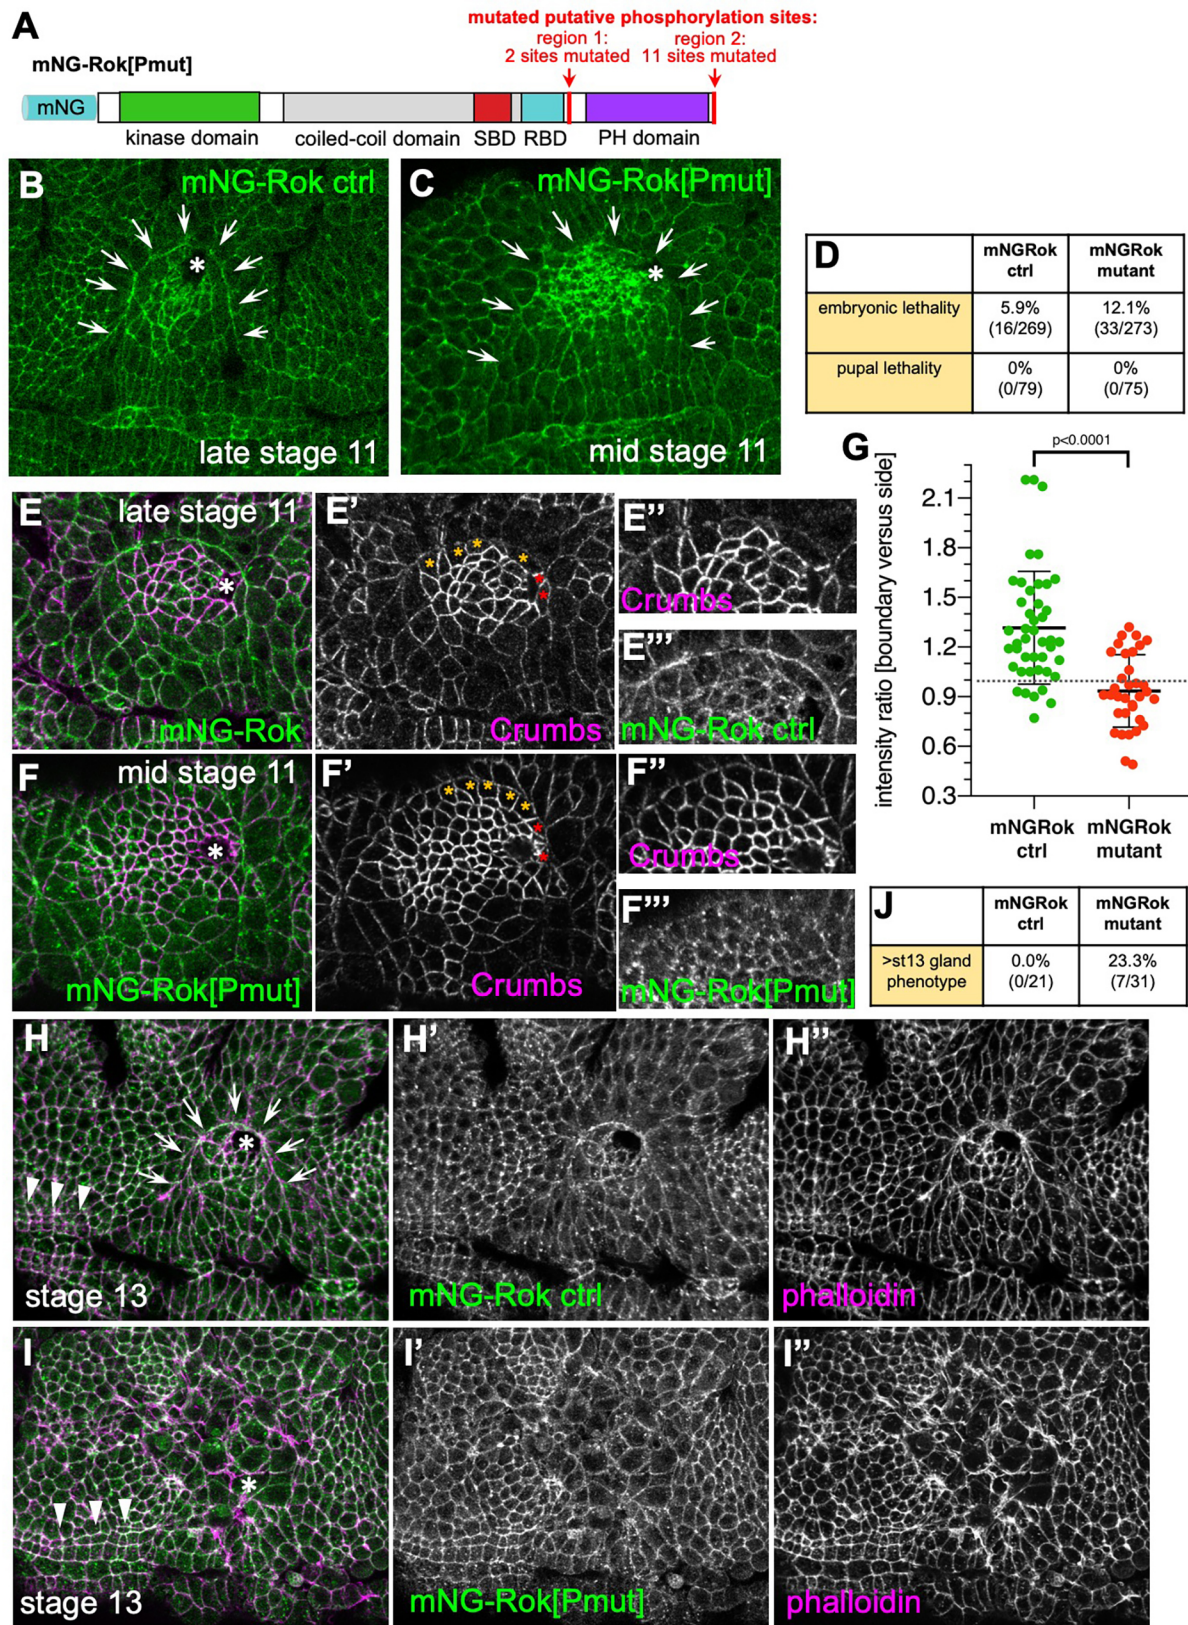 A
mNG-Rok[Pmut]
mutated putative phosphorylation sites:
region 1:
2 sites mutated
region 2:
11 sites mutated
mNG
kinase domain
coiled-coil domain
SBD
RBD
PH domain
B
mNG-Rok ctrl
late stage 11
C
mNG-Rok[Pmut]
mid stage 11
D
mNGRok
ctrl
mNGRok
mutant
embryonic lethality
5.9%
(16/269)
12.1%
(33/273)
pupal lethality
0%
(0/79)
0%
(0/75)
E
late stage 11
mNG-Rok
E’
Crumbs
E’’
Crumbs
E’’’
mNG-Rok ctrl
F
mid stage 11
mNG-Rok[Pmut]
F’
Crumbs
F’’
Crumbs
F’’’
mNG-Rok[Pmut]
G
p<0.0001
intensity ratio [boundary versus side]
2.1
1.8
1.5
1.2
0.9
0.6
0.3
mNGRok
ctrl
mNGRok
mutant
J
mNGRok
ctrl
mNGRok
mutant
>st13 gland
phenotype
0.0%
(0/21)
23.3%
(7/31)
H
stage 13
H’
mNG-Rok ctrl
H’’
phalloidin
I
stage 13
I’
mNG-Rok[Pmut]
I’’
phalloidin